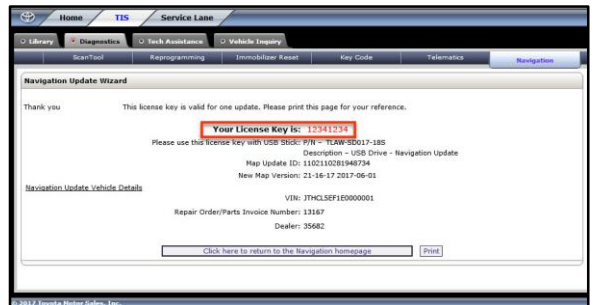 Home TIS Service Lane
Library Diagnostics Tech Assistance Vehicle Inquiry
ScanTool Reprogramming Immobilizer Reset Key Code Telematics Navigation
Navigation Update Wizard
Thank you This license key is valid for one update. Please print this page for your reference.
Your License Key is: 12341234
Please use this license key with USB Stick: P/N - TLAW-SD017-18S
Description - USB Drive - Navigation Update
Map Update ID: 1102110281948734
New Map Version: 21-16-17 2017-06-01
Navigation Update Vehicle Details
VIN: JTHCL5EF1E0000001
Repair Order/Parts Invoice Number: 13167
Dealer: 35682
Click here to return to the Navigation homepage Print
© 2017 Toyota Motor Sales, Inc.